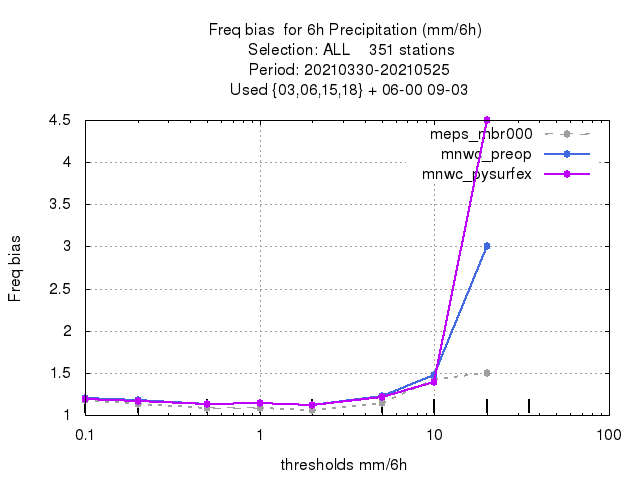 Freq bias  for 6h Precipitation (mm/6h)
Selection: ALL    351 stations
Period: 20210330-20210525
Used {03,06,15,18} + 06-00 09-03
4.5
4
3.5
3
2.5
2
1.5
1
Freq bias
meps_mbr000
mnwc_preop
mnwc_pysurfex
0.1
1
10
100
thresholds mm/6h